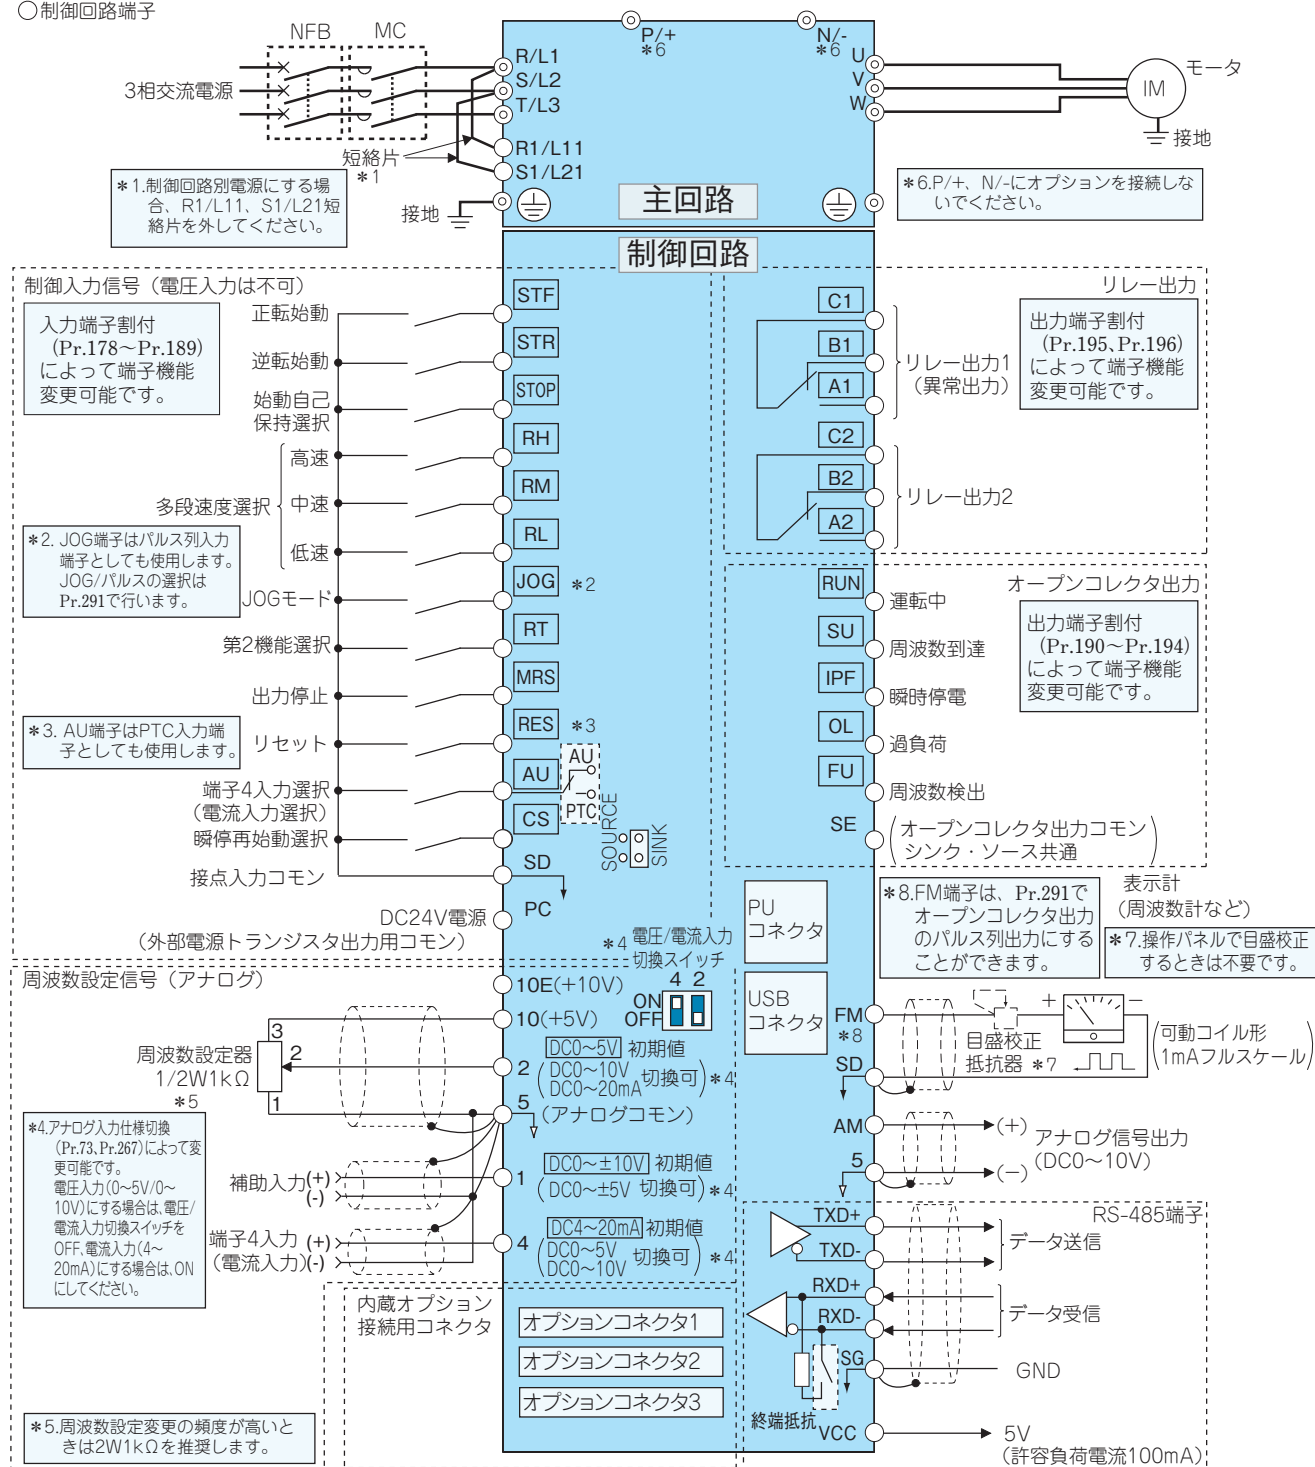 ○制御回路端子
NFB
MC
3相交流電源
R/L1
S/L2
T/L3
R1/L11
S1/L21
短絡片
*1
接地
P/+
*6
N/-
*6
U
V
W
IM
モータ
接地
主回路
*1.制御回路別電源にする場
合、R1/L11、S1/L21短
絡片を外してください。
*6.P/+、N/-にオプションを接続しな
いでください。
制御回路
制御入力信号（電圧入力は不可）
入力端子割付
（Pr.178～Pr.189）
によって端子機能
変更可能です。
正転始動
STF
逆転始動
STR
始動自己
保持選択
STOP
多段速度選択
高速
RH
中速
RM
低速
RL
*2. JOG端子はパルス列入力
端子としても使用します。
JOG/パルスの選択は
Pr.291で行います。
JOGモード
JOG
*2
第2機能選択
RT
出力停止
MRS
*3. AU端子はPTC入力端
子としても使用します。
リセット
RES
*3
端子4入力選択
（電流入力選択）
AU
AU
PTC
瞬停再始動選択
CS
SOURCE
SINK
接点入力コモン
SD
DC24V電源
（外部電源トランジスタ出力用コモン）
PC
リレー出力
C1
B1
A1
リレー出力1
（異常出力）
出力端子割付
（Pr.195、Pr.196）
によって端子機能
変更可能です。
C2
B2
A2
リレー出力2
オープンコレクタ出力
RUN
運転中
SU
周波数到達
IPF
瞬時停電
OL
過負荷
FU
周波数検出
SE
オープンコレクタ出力コモン
シンク・ソース共通
出力端子割付
（Pr.190～Pr.194）
によって端子機能
変更可能です。
*4
電圧/電流入力
切換スイッチ
4 2
ON
OFF
PU
コネクタ
USB
コネクタ
*8.FM端子は、Pr.291で
オープンコレクタ出力
のパルス列出力にする
ことができます。
表示計
（周波数計など）
*7.操作パネルで目盛校正
するときは不要です。
周波数設定信号（アナログ）
10E(+10V)
10(+5V)
周波数設定器
1/2W1kΩ
*5
3
2
1
2
DC0～5V 初期値
DC0～10V
DC0～20mA
切換可
*4
5
(アナログコモン)
*4.アナログ入力仕様切換
（Pr.73、Pr.267）によって変
更可能です。
電圧入力（0～5V/0～
10V）にする場合は、電圧/
電流入力切換スイッチを
OFF、電流入力（4～
20mA）にする場合は、ON
にしてください。
補助入力
(+)
(-)
1
DC0～±10V 初期値
(DC0～±5V 切換可)*4
端子4入力
（電流入力）
(+)
(-)
4
DC4～20mA 初期値
DC0～5V
DC0～10V
切換可
*4
FM
*8
SD
目盛校正
抵抗器 *7
+
−
(可動コイル形
1mAフルスケール)
AM
5
(+)
(−)
アナログ信号出力
(DC0～10V)
RS-485端子
TXD+
TXD-
データ送信
RXD+
RXD-
データ受信
SG
GND
終端抵抗
VCC
5V
(許容負荷電流100mA)
内蔵オプション
接続用コネクタ
オプションコネクタ1
オプションコネクタ2
オプションコネクタ3
*5.周波数設定変更の頻度が高いと
きは2W1kΩを推奨します。